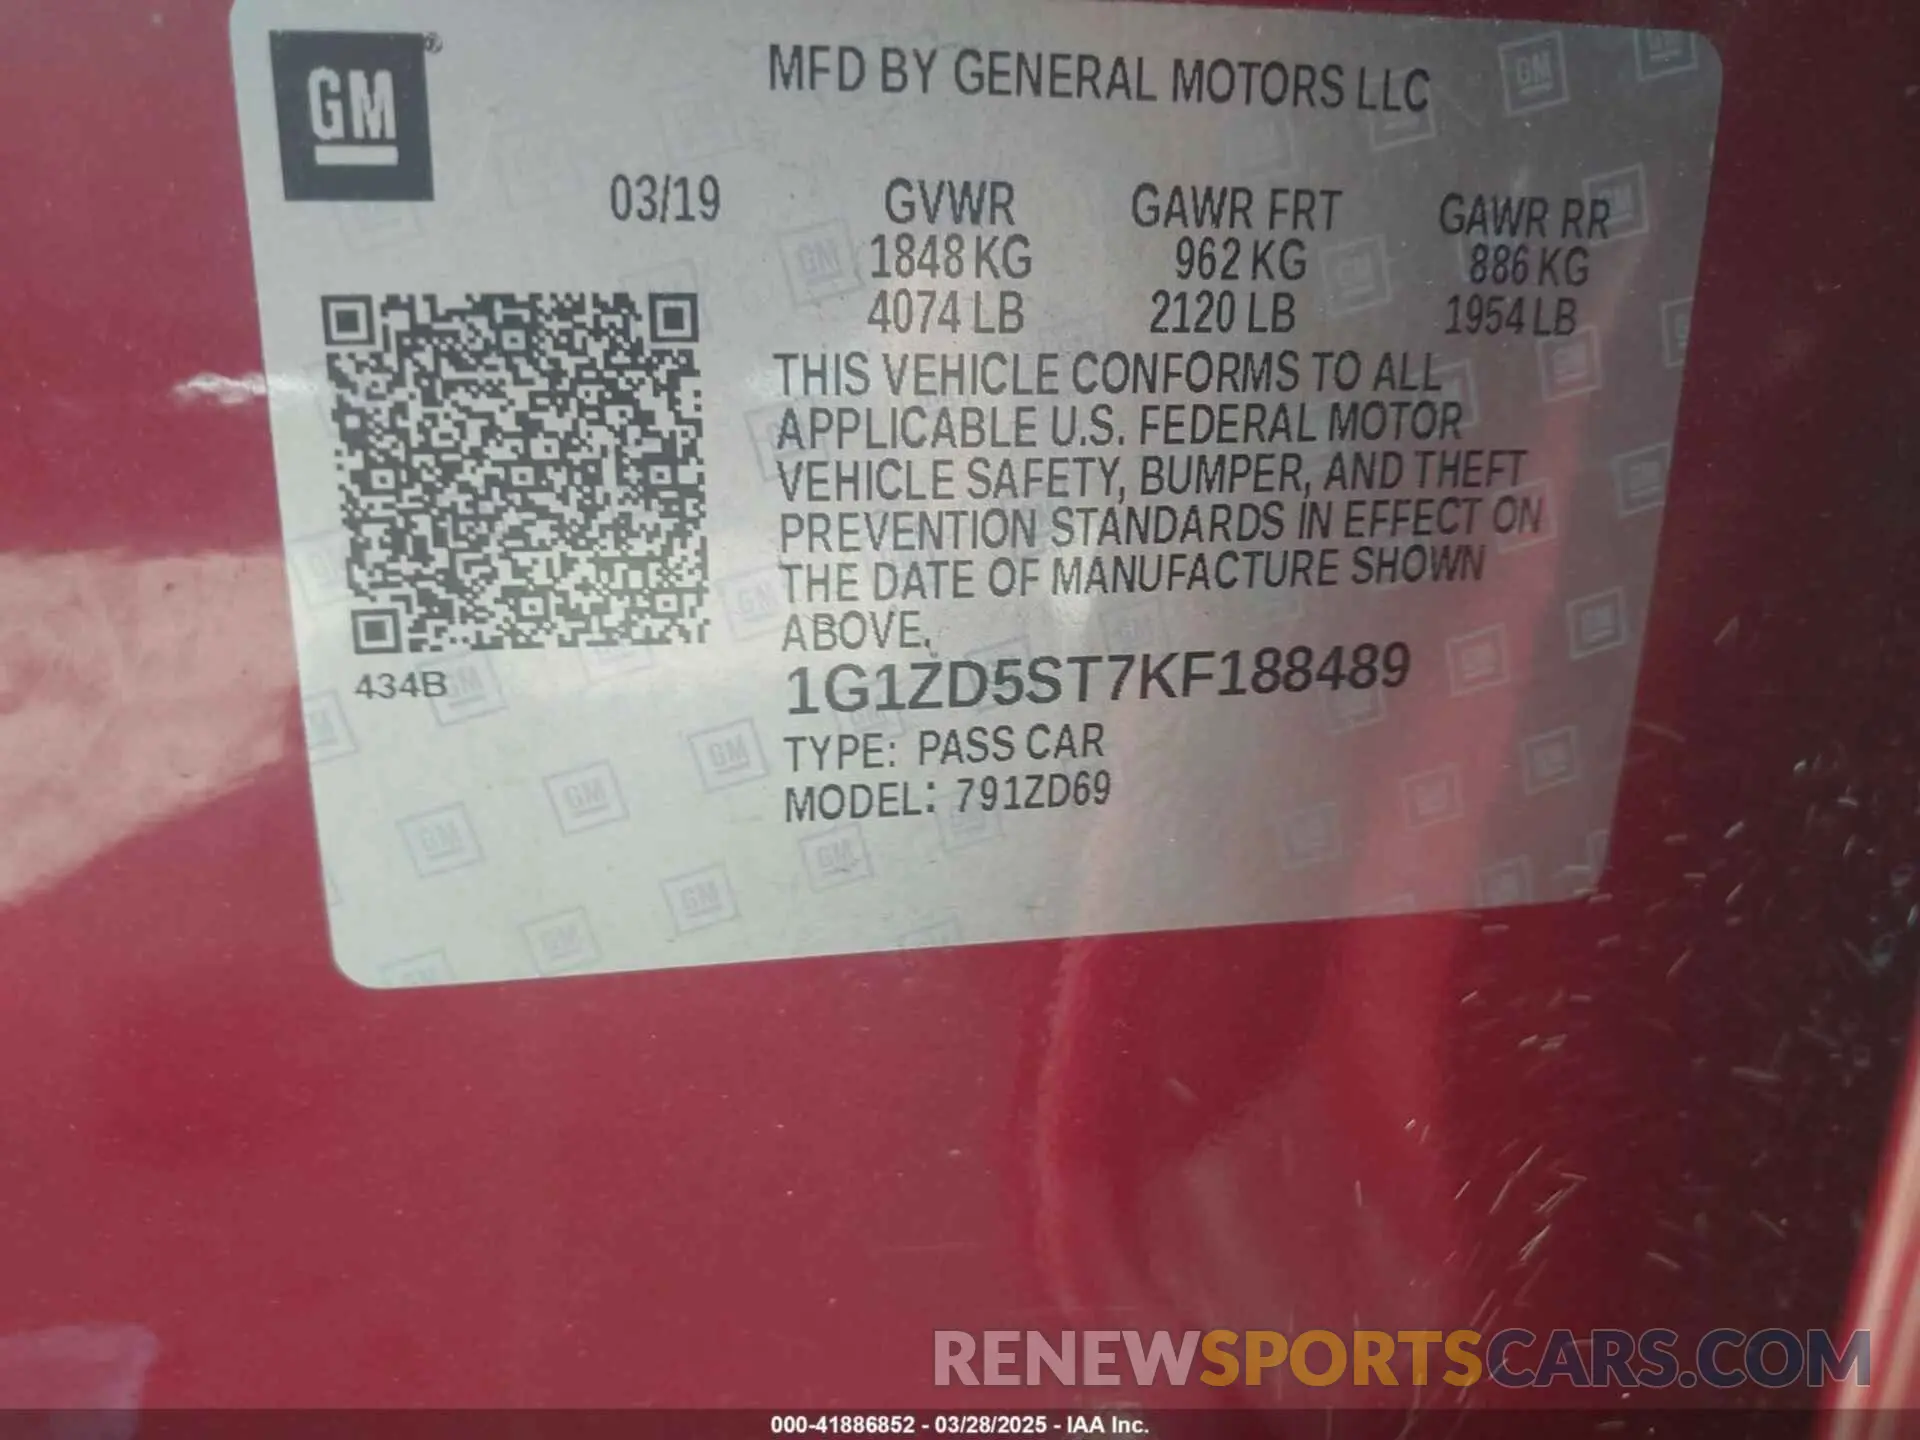 GM
MFD BY GENERAL MOTORS LLC
03/19 GVWR GAWR FRT GAWR RR
1848 KG 962 KG 886 KG
4074 LB 2120 LB 1954 LB
THIS VEHICLE CONFORMS TO ALL
APPLICABLE U.S. FEDERAL MOTOR
VEHICLE SAFETY, BUMPER, AND THEFT
PREVENTION STANDARDS IN EFFECT ON
THE DATE OF MANUFACTURE SHOWN
ABOVE.
434B
1G1ZD5ST7KF188489
TYPE: PASS CAR
MODEL: 791ZD69
RENEWSPORTSCARS.COM
000-41886852 - 03/28/2025 - IAA Inc.